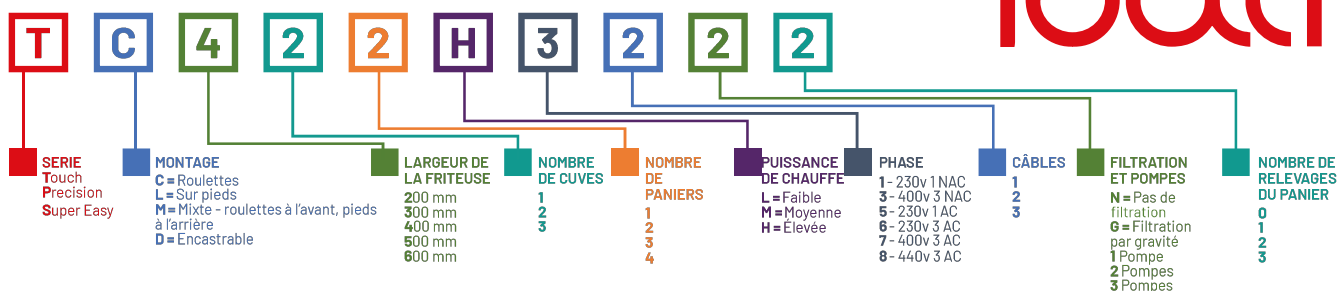 T C 4 2 2 H 3 2 2 2
SERIE
Touch
Precision
Super Easy
MONTAGE
C = Roulettes
L = Sur pieds
M = Mixte - roulettes à l'avant, pieds
à l'arrière
D = Encastrable
LARGEUR DE
LA FRITEUSE
200 mm
300 mm
400 mm
500 mm
600 mm
NOMBRE
DE CUVES
1
2
3
NOMBRE
DE
PANIERS
1
2
3
4
PUISSANCE
DE CHAUFFE
L = Faible
M = Moyenne
H = Élevée
PHASE
1 - 230v 1 NAC
3 - 400v 3 NAC
5 - 230v 1 AC
6 - 230v 3 AC
7 - 400v 3 AC
8 - 440v 3 AC
CÂBLES
1
2
3
FILTRATION
ET POMPES
N = Pas de
filtration
G = Filtration
par gravité
1 Pompe
2 Pompes
3 Pompes
NOMBRE DE
RELEVAGES
DU PANIER
0
1
2
3